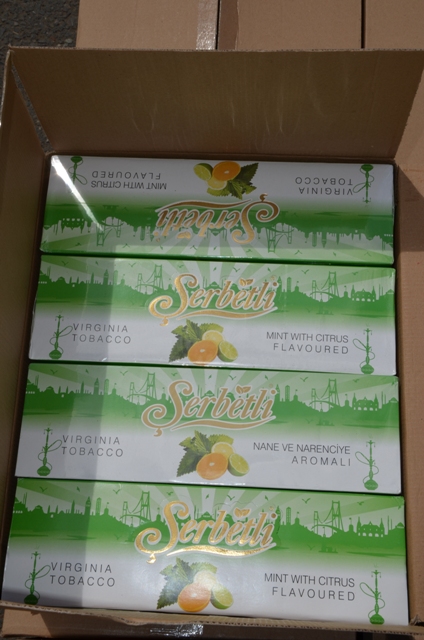 VIRGINIA
TOBACCO
Serbetli
MINT WITH CITRUS
FLAVOURED
Şerbetli
VIRGINIA
TOBACCO
MINT WITH CITRUS
FLAVOURED
Şerbetli
VIRGINIA
TOBACCO
NANE VE NARENCİYE
AROMALI
Şerbetli
VIRGINIA
TOBACCO
MINT WITH CITRUS
FLAVOURED